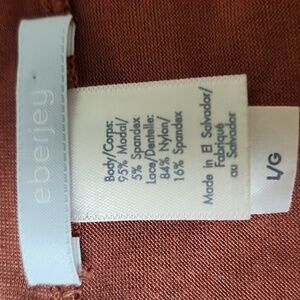 eberjey
Body/Corps:
95% Modal/
5% Spandex
Lace/Dentelle:
84% Nylon/
16% Spandex
Made in El Salvador/
Fabriqué
au Salvador
L/G